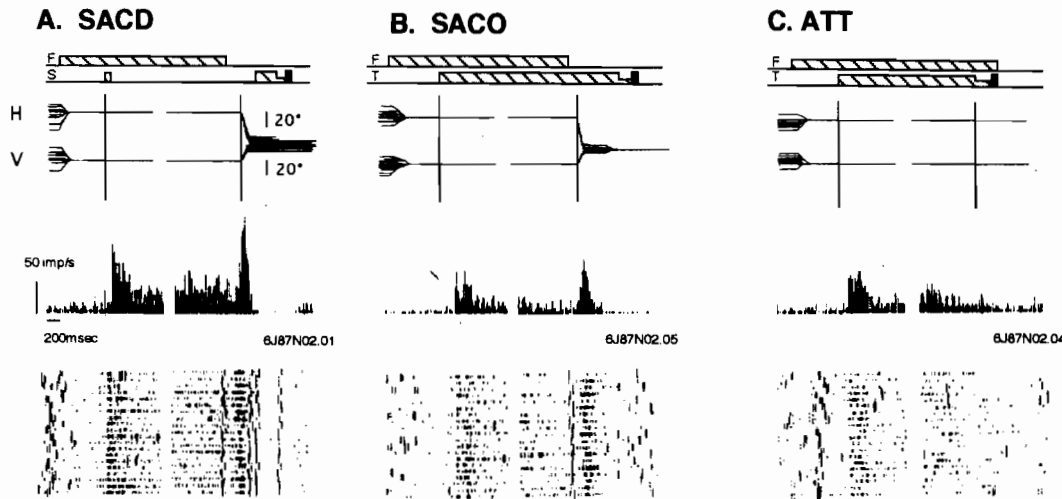 A. SACD
B. SACO
C. ATT
F
S
F
T
F
T
H
V
20°
20°
50 imp/s
200msec
6J87N02.01
6J87N02.05
6J87N02.04